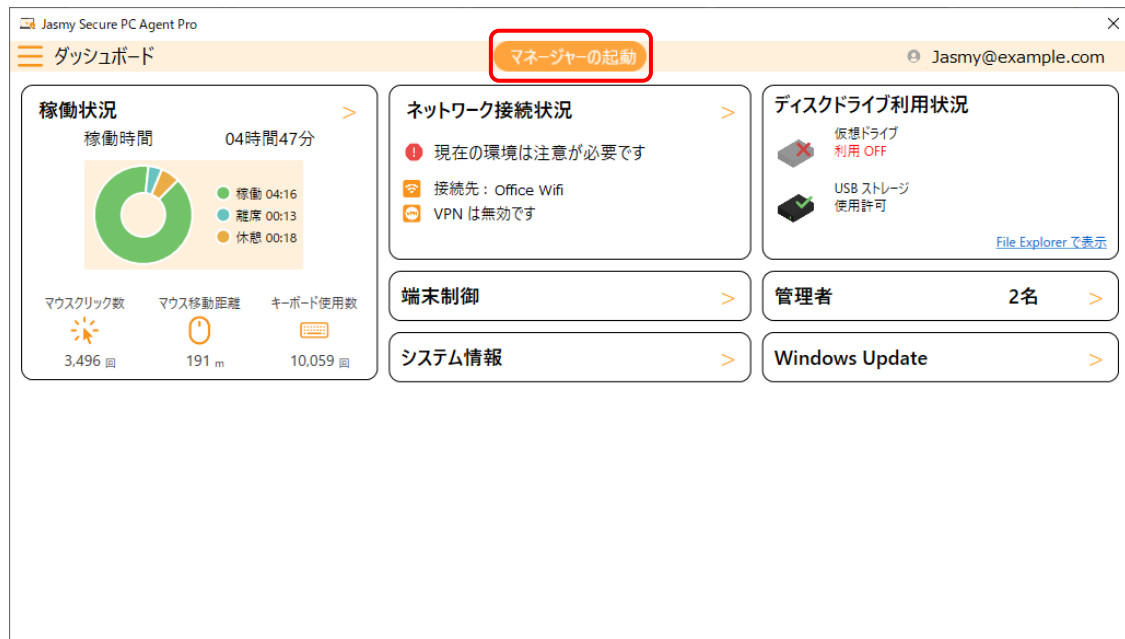 Jasmy Secure PC Agent Pro
ダッシュボード
マネージャーの起動
Jasmy@example.com
稼働状況 >
稼働時間 04時間47分
稼働 04:16
離席 00:13
休憩 00:18
マウスクリック数 マウス移動距離 キーボード使用数
3,496 回 191 m 10,059 回
ネットワーク接続状況 >
現在の環境は注意が必要です
接続先 : Office Wifi
VPN
VPN は無効です
ディスクドライブ利用状況
仮想ドライブ
利用 OFF
USB ストレージ
使用許可
File Explorer で表示
端末制御 >
管理者 2名 >
システム情報 >
Windows Update >